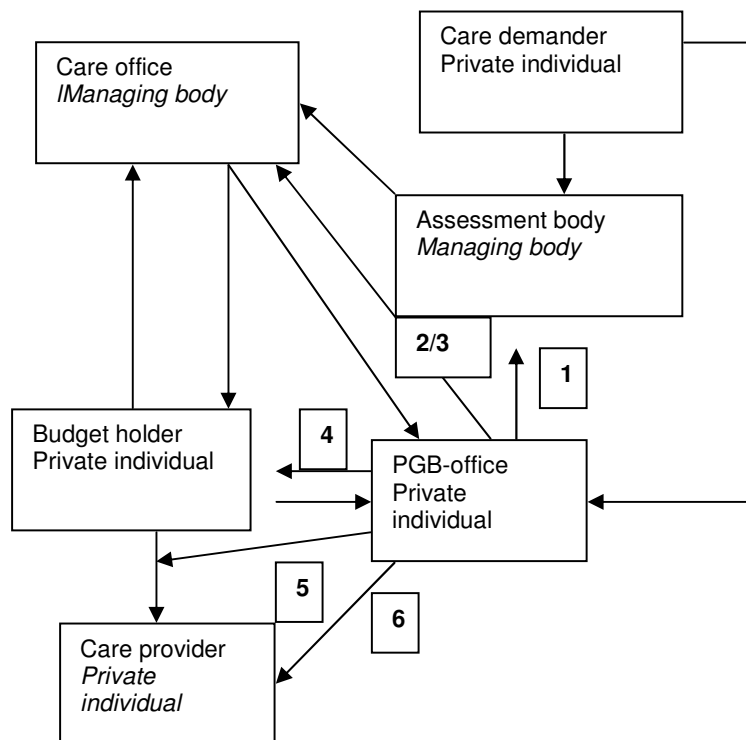 Care office
IManaging body
Care demander
Private individual
Assessment body
Managing body
2/3
1
4
Budget holder
Private individual
PGB-office
Private
individual
5
6
Care provider
Private
individual